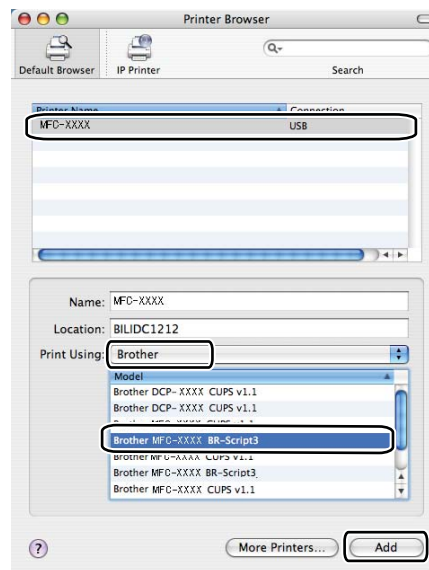 Printer Browser
Default Browser
IP Printer
Q
Search
Printer Name
Connection
MFC-XXXX
USB
Name: MFC-XXXX
Location: BILIDC1212
Print Using: Brother
Model
Brother DCP-XXXX CUPS v1.1
Brother DCP-XXXX CUPS v1.1
Brother MFC-XXXX BR-Script3
Brother MFC-XXXX CUPS v1.1
Brother MFC-XXXX BR-Script3
Brother MFC-XXXX CUPS v1.1
?
More Printers...
Add